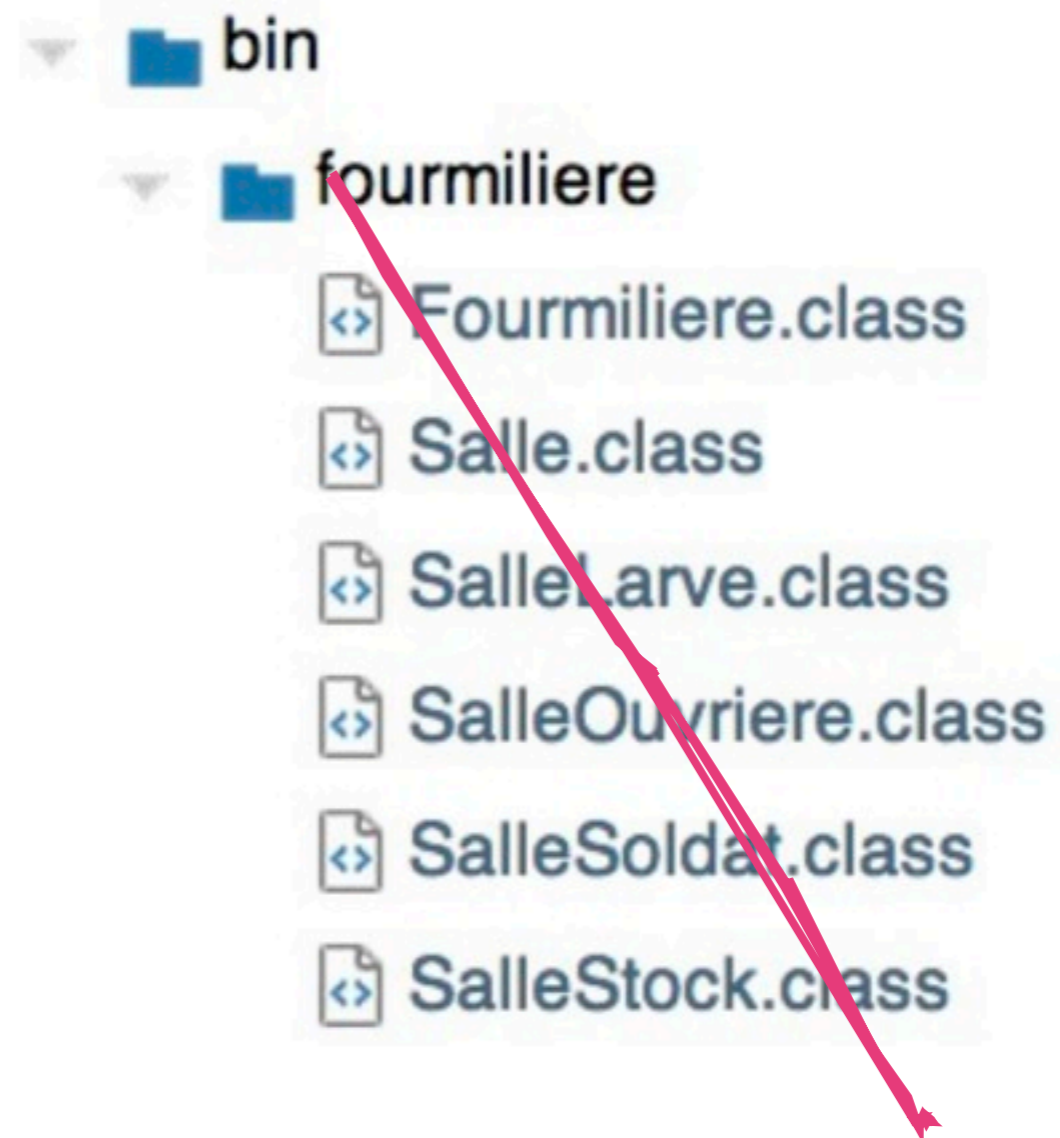 bin
fourmiliere
Fourmiliere.class
Salle.class
SalleLarve.class
SalleOuvriere.class
SalleSoldat.class
SalleStock.class